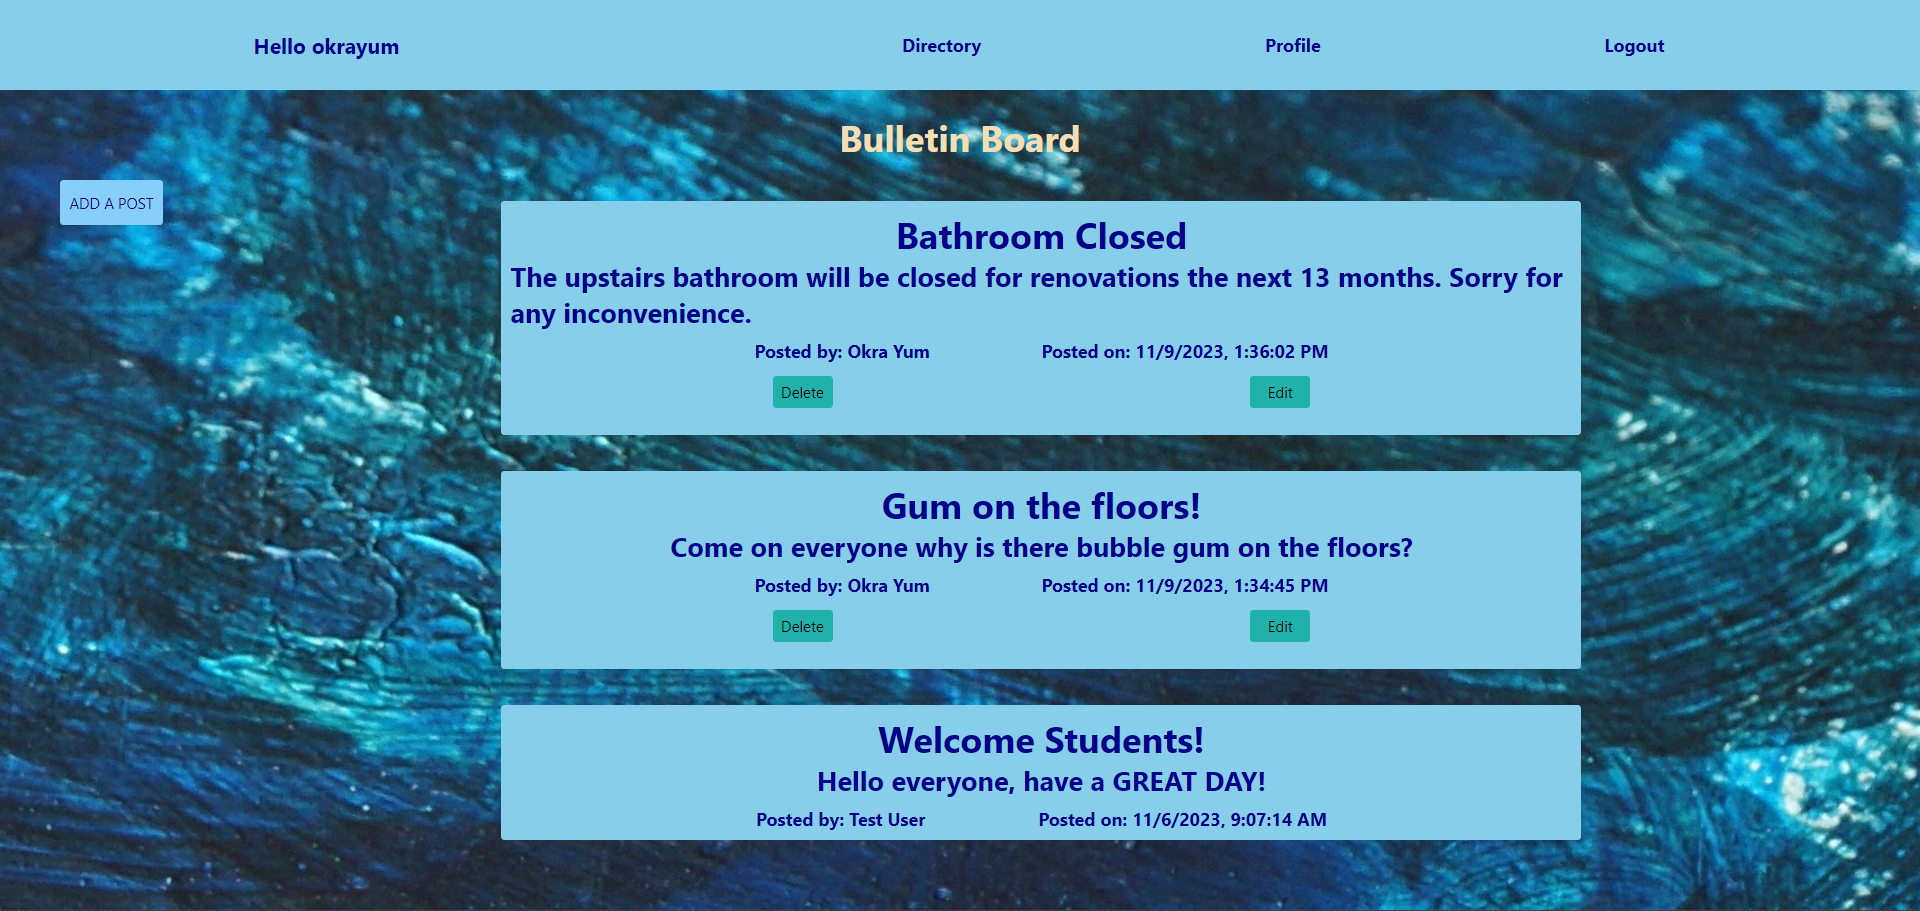 Hello okrayum
Directory
Profile
Logout
Bulletin Board
ADD A POST
Bathroom Closed
The upstairs bathroom will be closed for renovations the next 13 months. Sorry for
any inconvenience.
Posted by: Okra Yum
Posted on: 11/9/2023, 1:36:02 PM
Delete
Edit
Gum on the floors!
Come on everyone why is there bubble gum on the floors?
Posted by: Okra Yum
Posted on: 11/9/2023, 1:34:45 PM
Delete
Edit
Welcome Students!
Hello everyone, have a GREAT DAY!
Posted by: Test User
Posted on: 11/6/2023, 9:07:14 AM